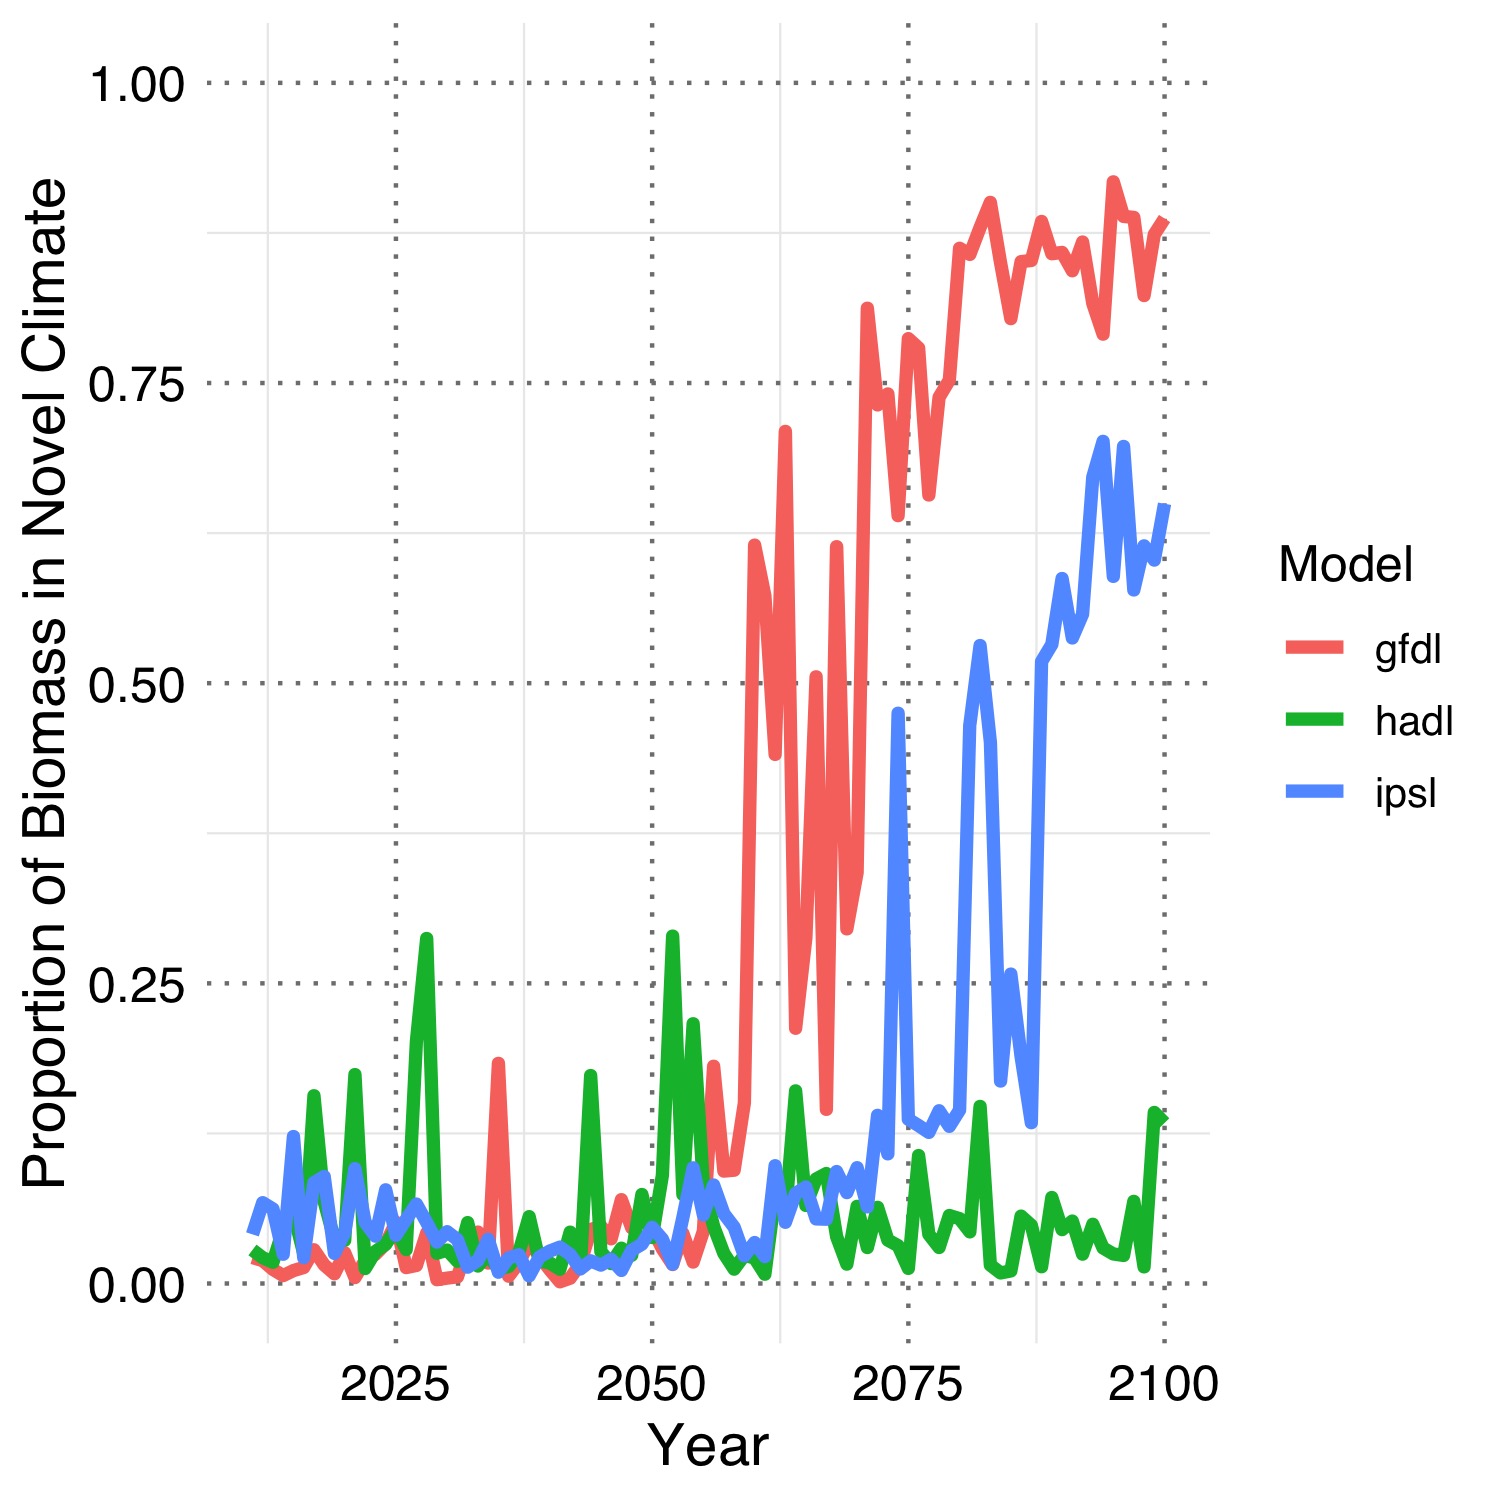 Proportion of Biomass in Novel Climate
1.00
0.75
0.50
0.25
0.00
2025 2050 2075 2100
Year
Model
gfdl
hadl
ipsl